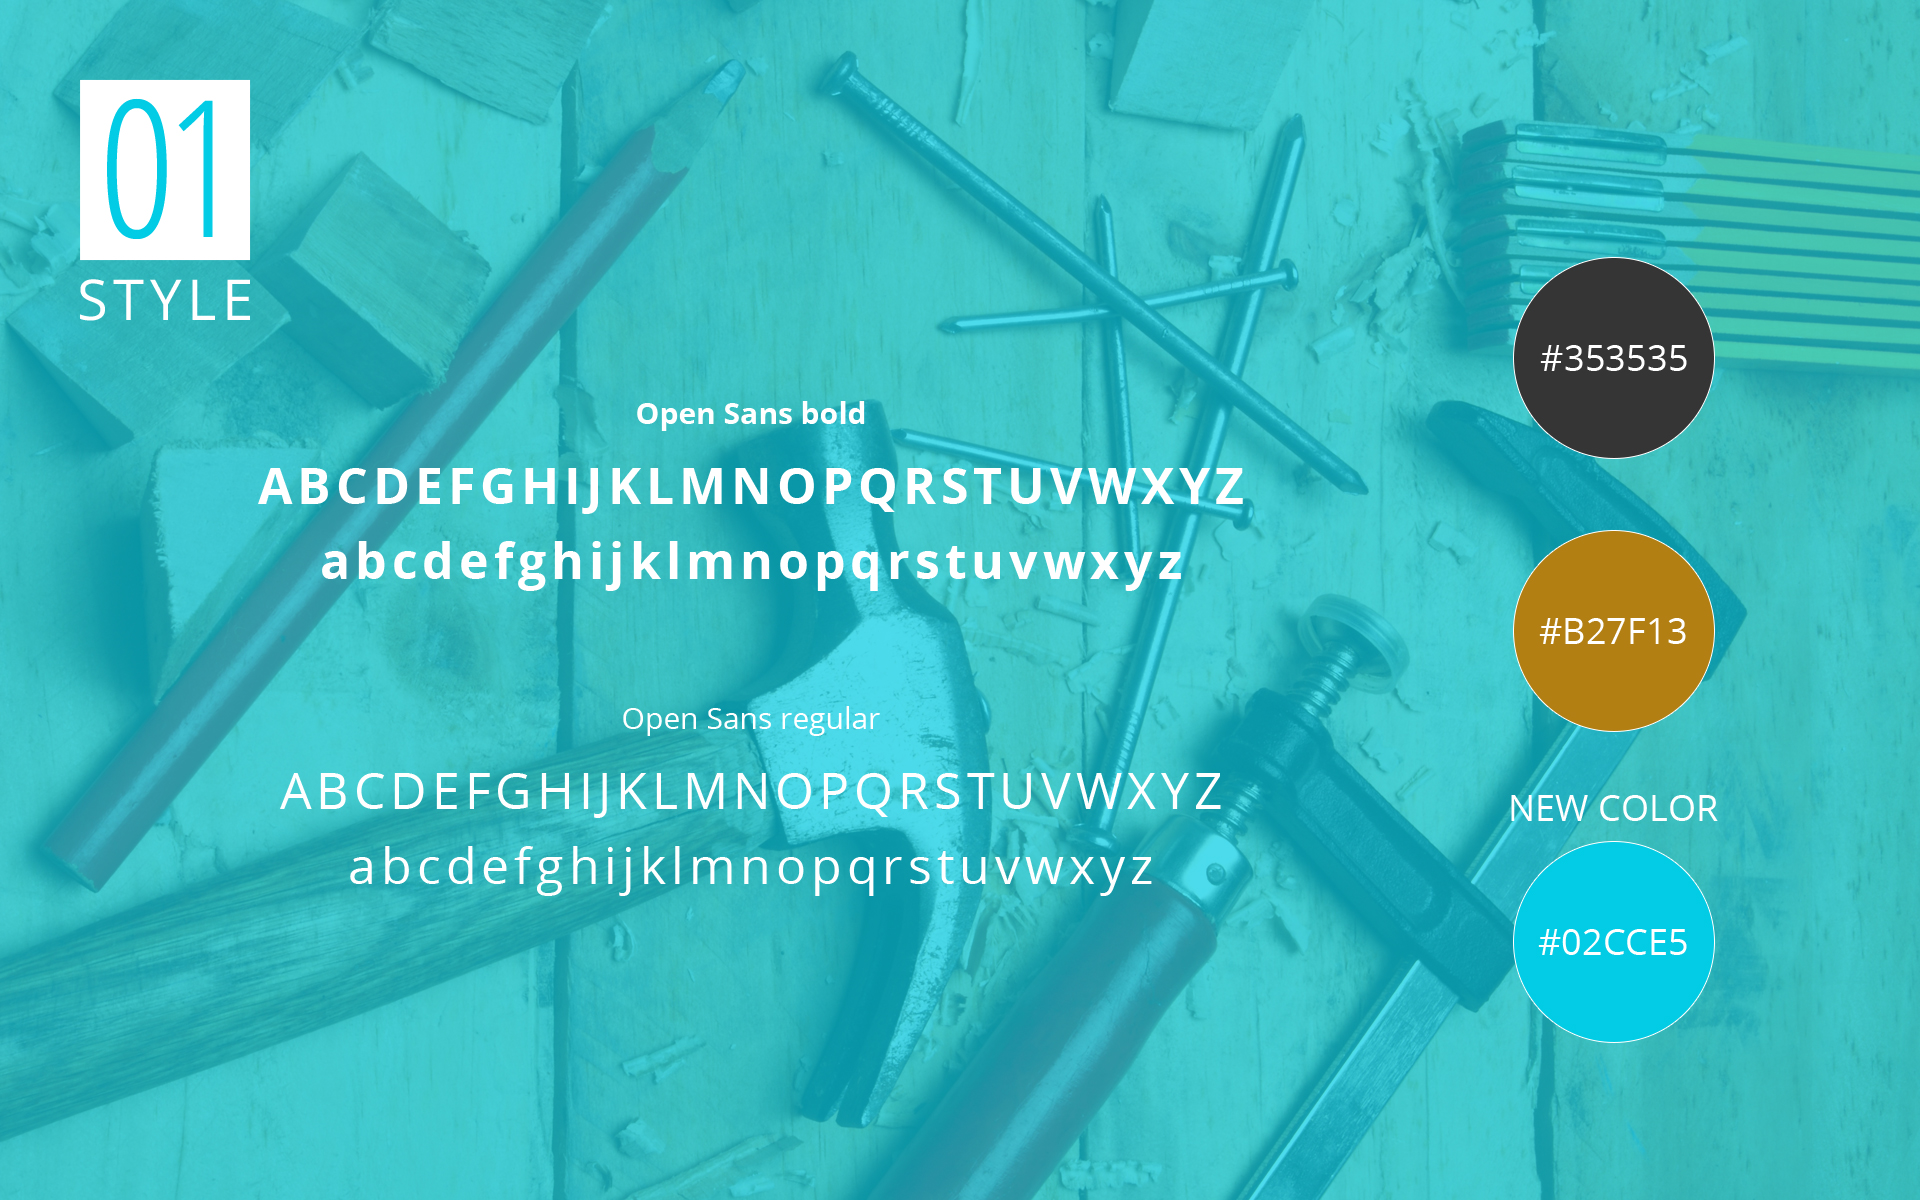 01
STYLE
Open Sans bold
ABCDEFGHIJKLMNOPQRSTUVWXYZ
abcdefghijklmnopqrstuvwxyz
Open Sans regular
ABCDEFGHIJKLMNOPQRSTUVWXYZ
abcdefghijklmnopqrstuvwxyz
#353535
#B27F13
NEW COLOR
#02CCE5